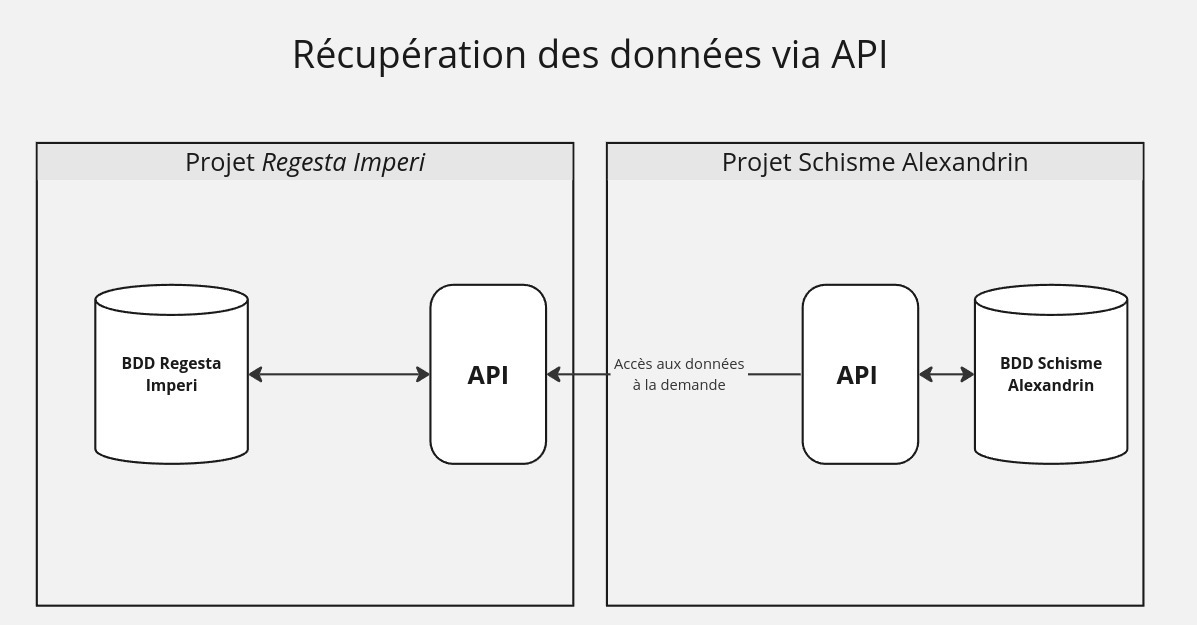 Récupération des données via API
Projet Regesta Imperi
Projet Schisme Alexandrin
BDD Regesta
Imperi
API
Accès aux données
à la demande
API
BDD Schisme
Alexandrin